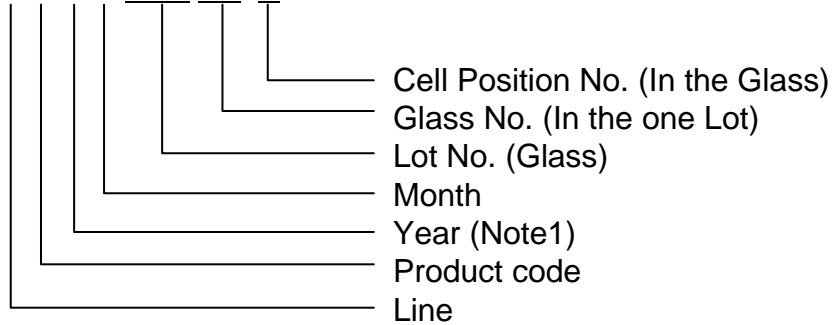 Cell Position No. (In the Glass)
Glass No. (In the one Lot)
Lot No. (Glass)
Month
Year (Note1)
Product code
Line